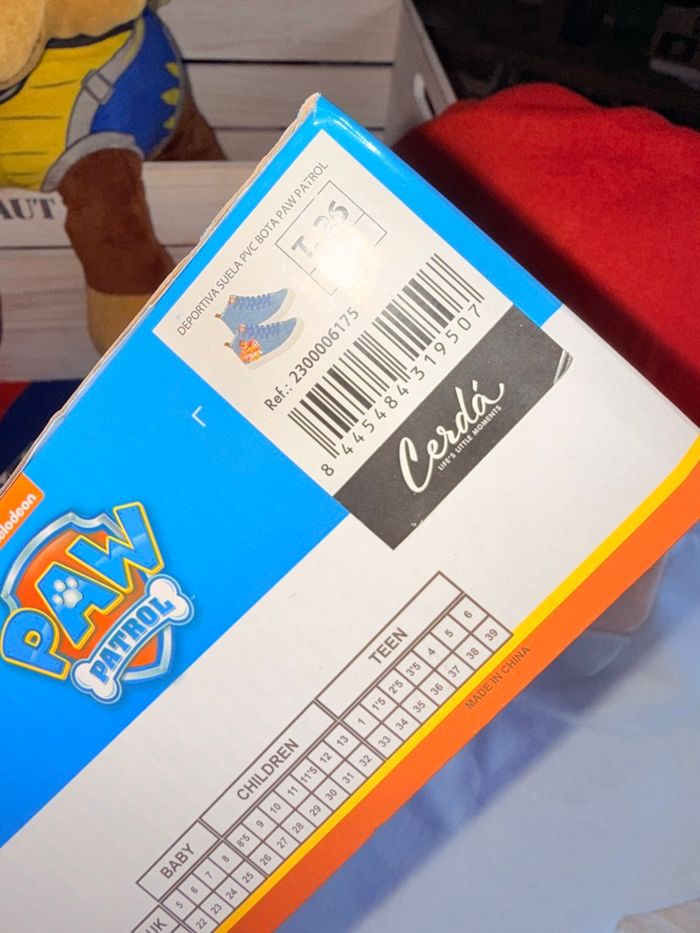 AUT
DEPORTIVA SUELA PVC BOTA PAW PATROL
T-26
Ref.: 2300006175
8 445484 319507
Cerdá
LIFE'S LITTLE MOMENTS
elodeon
PAW
PATROL
BABY CHILDREN TEEN
UK 5 6 7 8 8'5 9 10 11 11'5 12 13 1 1'5 2'5 3'5 4 5 6
22 23 24 25 26 27 28 29 30 31 32 33 34 35 36 37 38 39
MADE IN CHINA